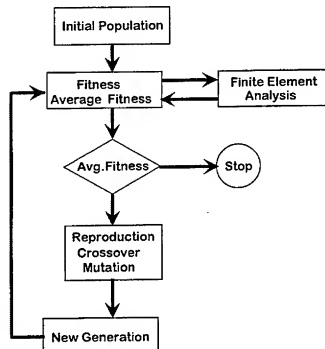 Initial Population
Fitness
Average Fitness
Finite Element
Analysis
Avg.Fitness
Stop
Reproduction
Crossover
Mutation
New Generation